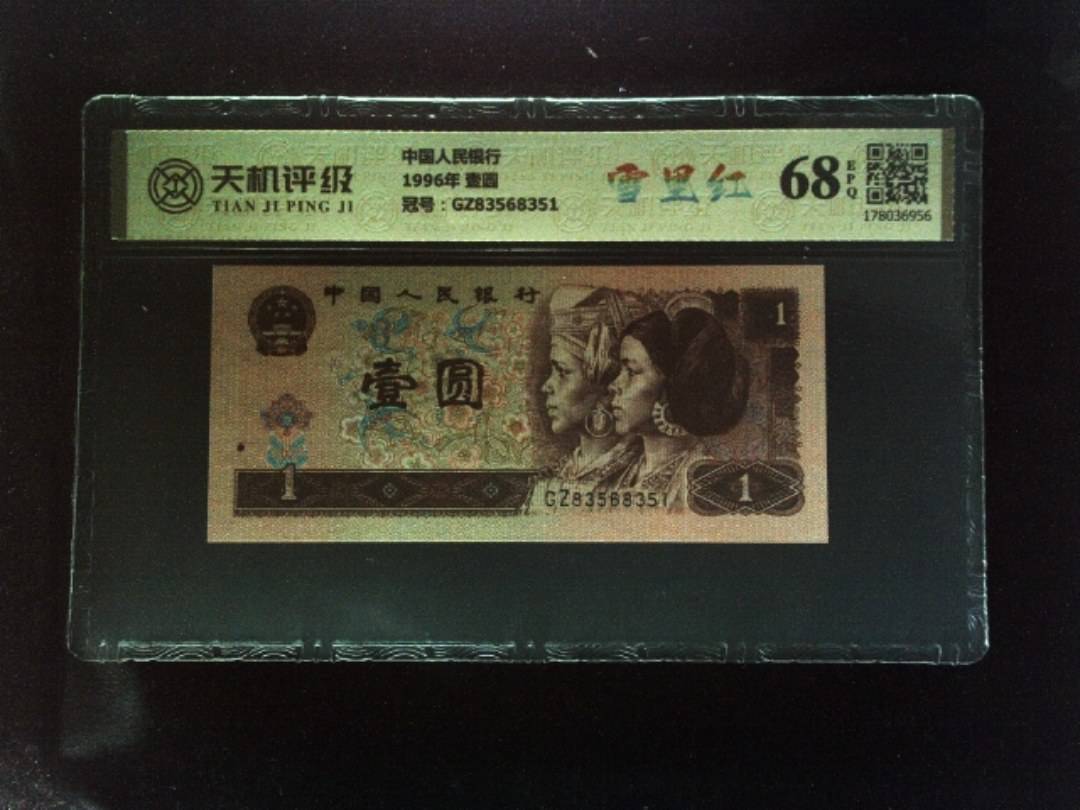 天机评级
TIAN JI PING JI
中国人民银行
1996年 壹圆
冠号：GZ83568351
雪里红
68
EPQ
178036956
中国人民银行
1
壹圆
1
GZ83568351
1